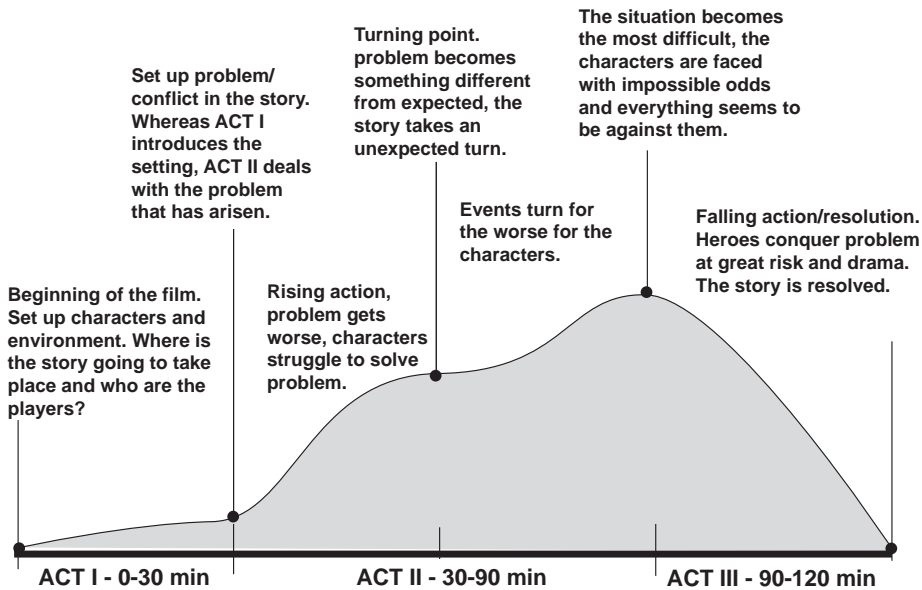 Beginning of the film.
Set up characters and
environment. Where is
the story going to take
place and who are the
players?
Set up problem/
conflict in the story.
Whereas ACT I
introduces the
setting, ACT II deals
with the problem
that has arisen.
Rising action,
problem gets
worse, characters
struggle to solve
problem.
Turning point.
problem becomes
something different
from expected, the
story takes an
unexpected turn.
Events turn for
the worse for the
characters.
The situation becomes
the most difficult, the
characters are faced
with impossible odds
and everything seems to
be against them.
Falling action/resolution.
Heroes conquer problem
at great risk and drama.
The story is resolved.
ACT I - 0-30 min
ACT II - 30-90 min
ACT III - 90-120 min